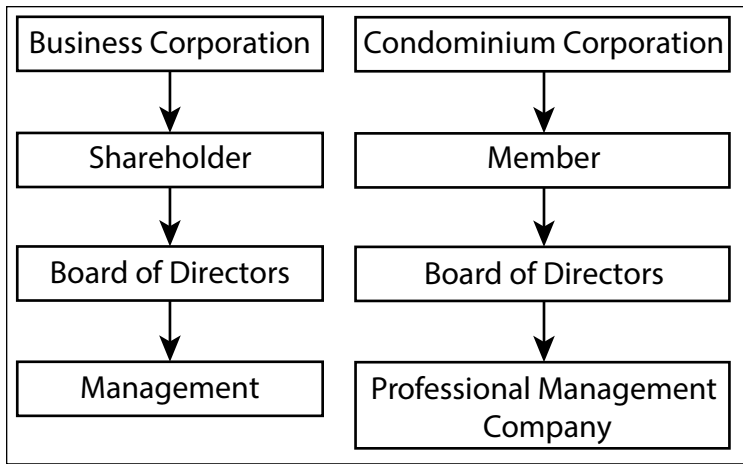 Business Corporation
Shareholder
Board of Directors
Management
Condominium Corporation
Member
Board of Directors
Professional Management
Company